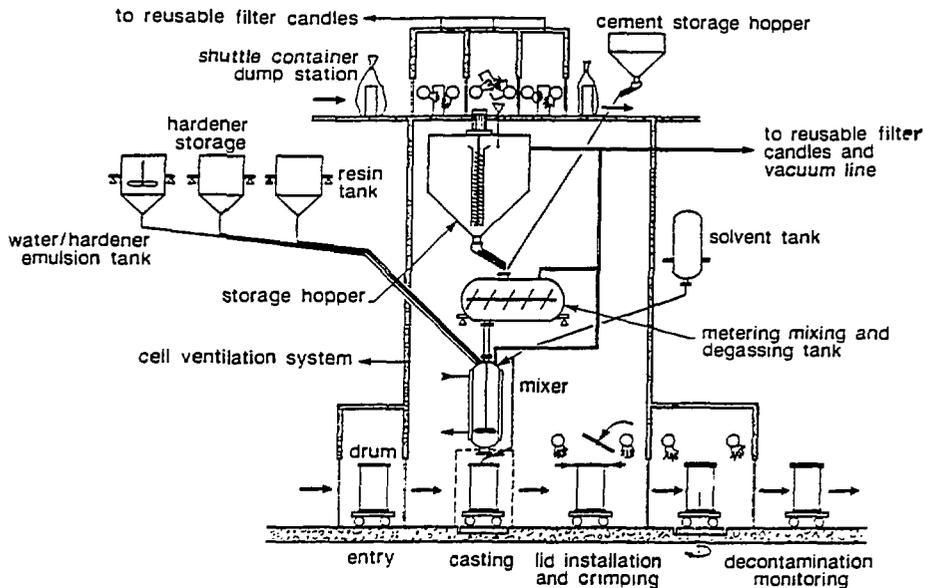 to reusable filter candles
cement storage hopper
shuttle container
dump station
hardener
storage
resin
tank
to reusable filter
candles and
vacuum line
water/hardener
emulsion tank
solvent tank
storage hopper
metering mixing and
degassing tank
cell ventilation system
mixer
drum
entry
casting
lid installation
and crimping
decontamination
monitoring